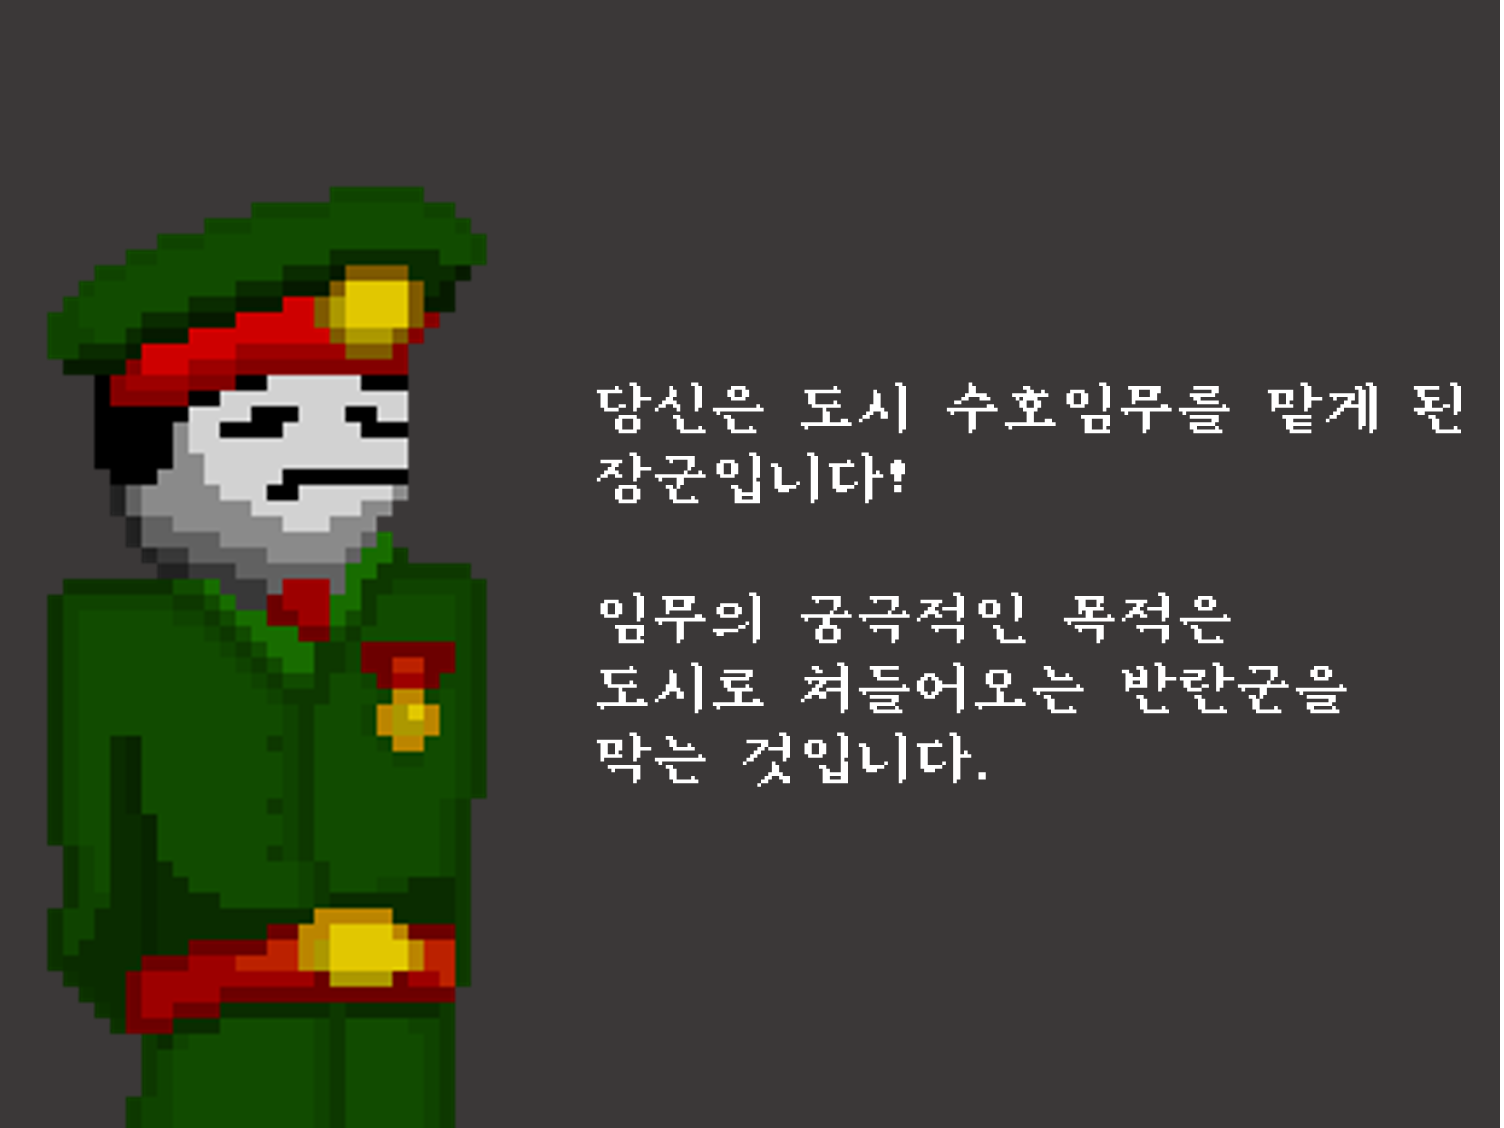 당신은 도시 수호임무를 맡게 된
장군입니다!
임무의 궁극적인 목적은
도시로 쳐들어오는 반란군을
막는 것입니다.